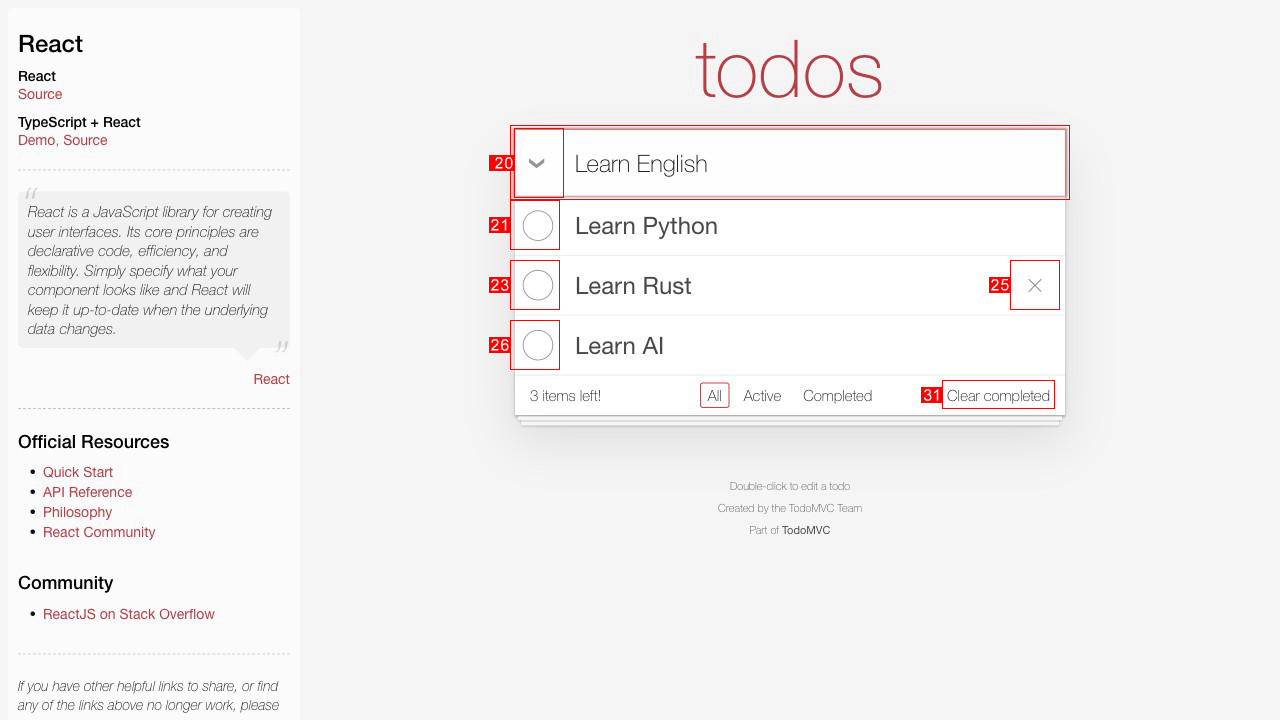 React
React
Source
TypeScript + React
Demo, Source
“
React is a JavaScript library for creating
user interfaces. Its core principles are
declarative code, efficiency, and
flexibility. Simply specify what your
component looks like and React will
keep it up-to-date when the underlying
data changes.
”
React
Official Resources
• Quick Start
• API Reference
• Philosophy
• React Community
Community
• ReactJS on Stack Overflow
If you have other helpful links to share, or find
any of the links above no longer work, please
todos
20 Learn English
21 Learn Python
23 Learn Rust 25
26 Learn AI
3 items left! All Active Completed 31 Clear completed
Double-click to edit a todo
Created by the TodoMVC Team
Part of TodoMVC